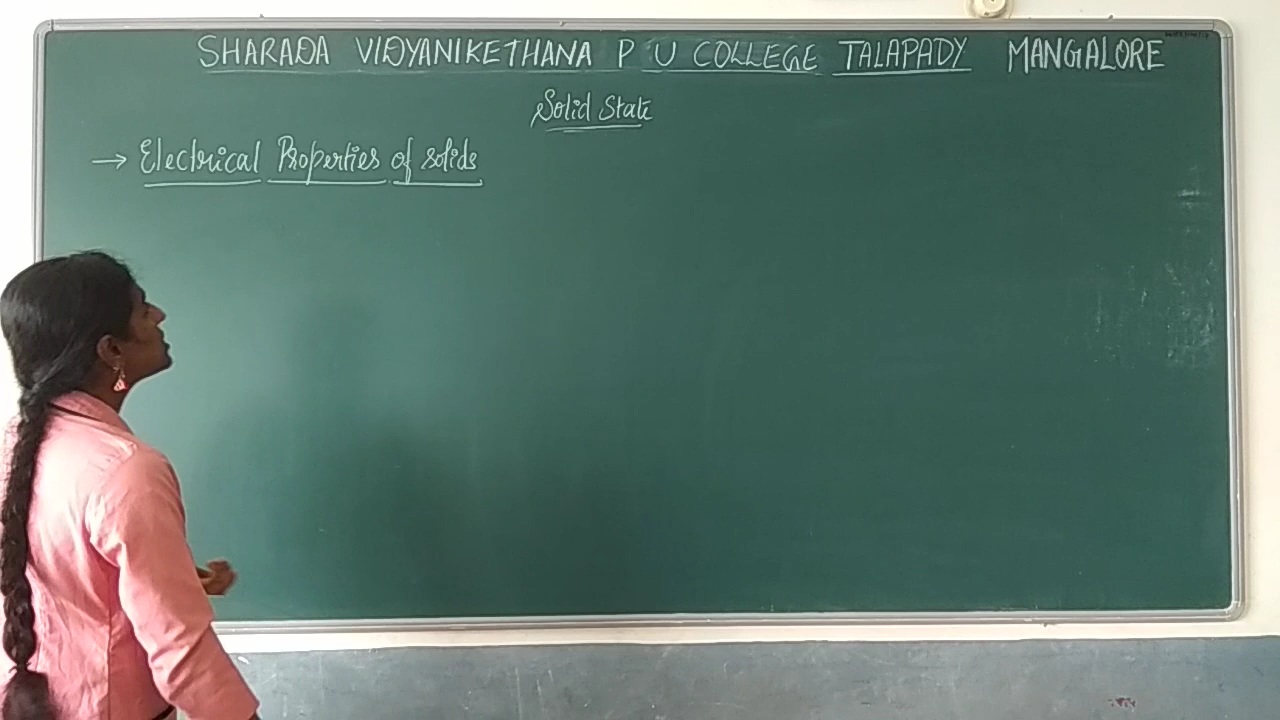 SHARADA VIDYANIKETHANA P U COLLEGE TALAPADY MANGALORE
Solid State
→ Electrical Properties of solids